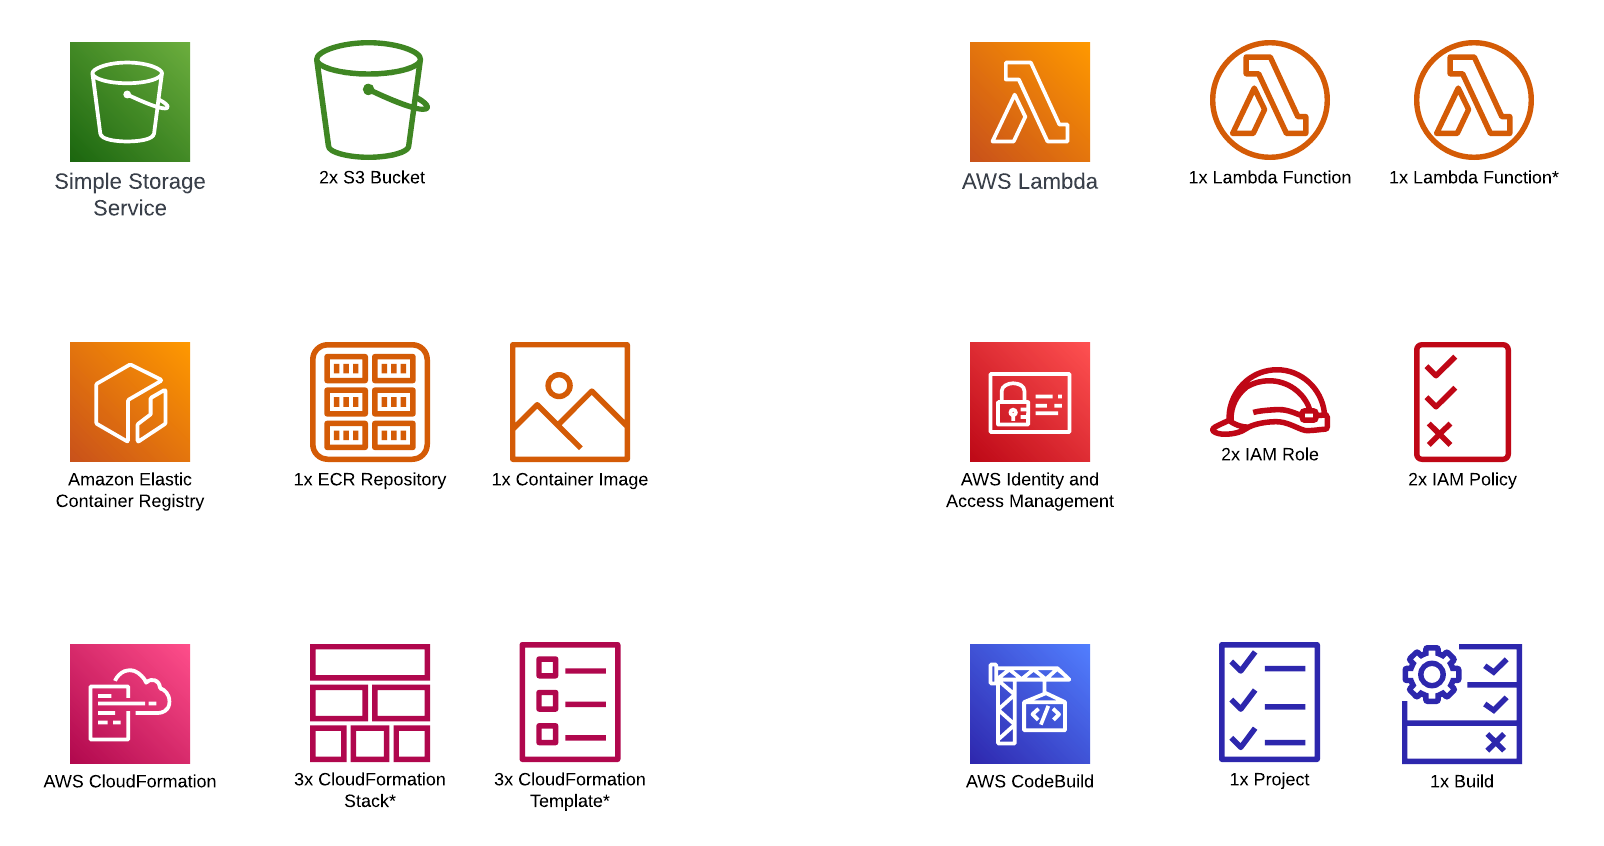 Simple Storage
Service
2x S3 Bucket
AWS Lambda
1x Lambda Function
1x Lambda Function*
Amazon Elastic
Container Registry
1x ECR Repository
1x Container Image
AWS Identity and
Access Management
2x IAM Role
2x IAM Policy
AWS CloudFormation
3x CloudFormation
Stack*
3x CloudFormation
Template*
AWS CodeBuild
1x Project
1x Build